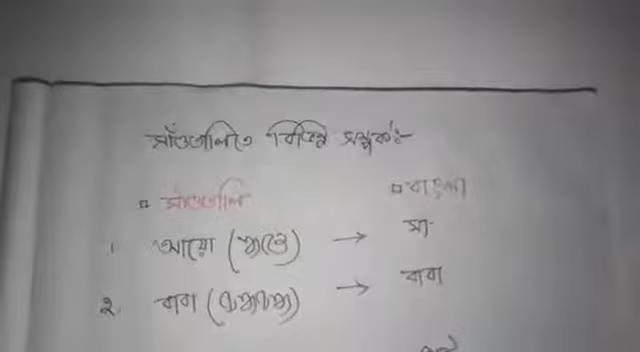 সাঁওতালিতে বিভিন্ন সম্পর্ক:-
▫ সাঁওতালি ▫ বাংলা
১। আয়ো → মা
২. বাবা → বাবা